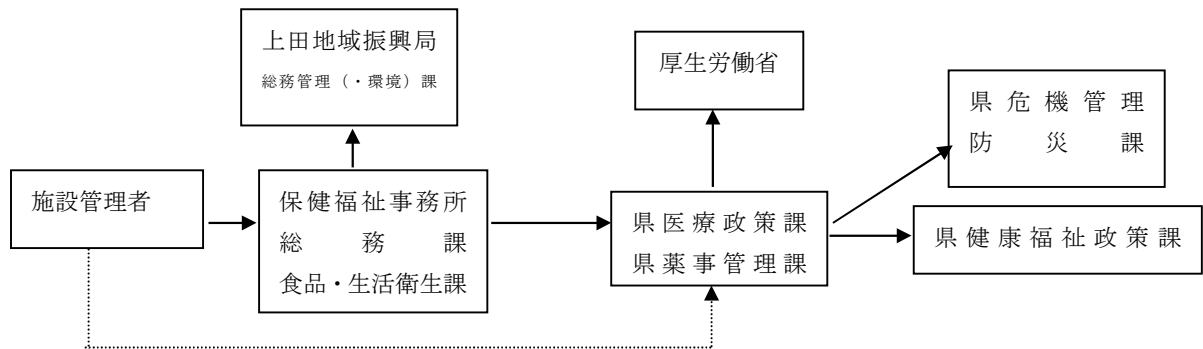 上田地域振興局
総務管理（・環境）課
厚生労働省
県危機管理
防災課
施設管理者
保健福祉事務所
総務課
食品・生活衛生課
県医療政策課
県薬事管理課
県健康福祉政策課